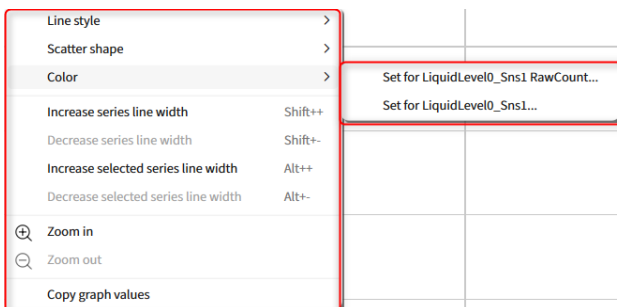 Line style
Scatter shape
Color
Set for LiquidLevel0_Sns1 RawCount...
Set for LiquidLevel0_Sns1...
Increase series line width Shift++
Decrease series line width Shift+-
Increase selected series line width Alt++
Decrease selected series line width Alt+-
Zoom in
Zoom out
Copy graph values